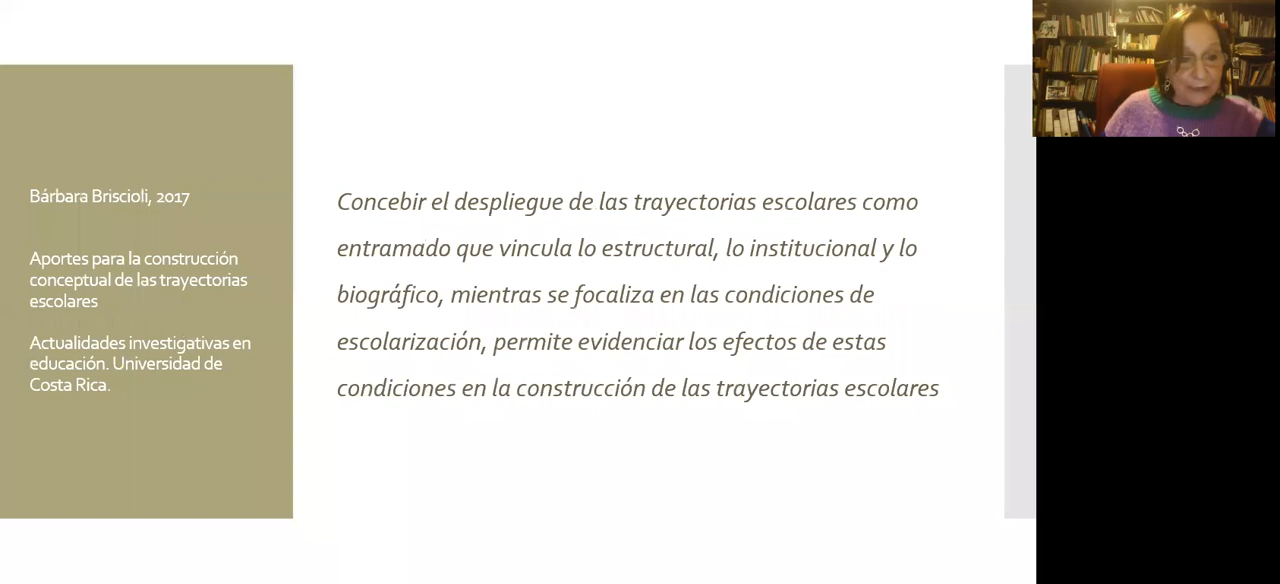 Bárbara Briscioli, 2017
Aportes para la construcción
conceptual de las trayectorias
escolares
Actualidades investigativas en
educación. Universidad de
Costa Rica.
Concebir el despliegue de las trayectorias escolares como
entramado que vincula lo estructural, lo institucional y lo
biográfico, mientras se focaliza en las condiciones de
escolarización, permite evidenciar los efectos de estas
condiciones en la construcción de las trayectorias escolares